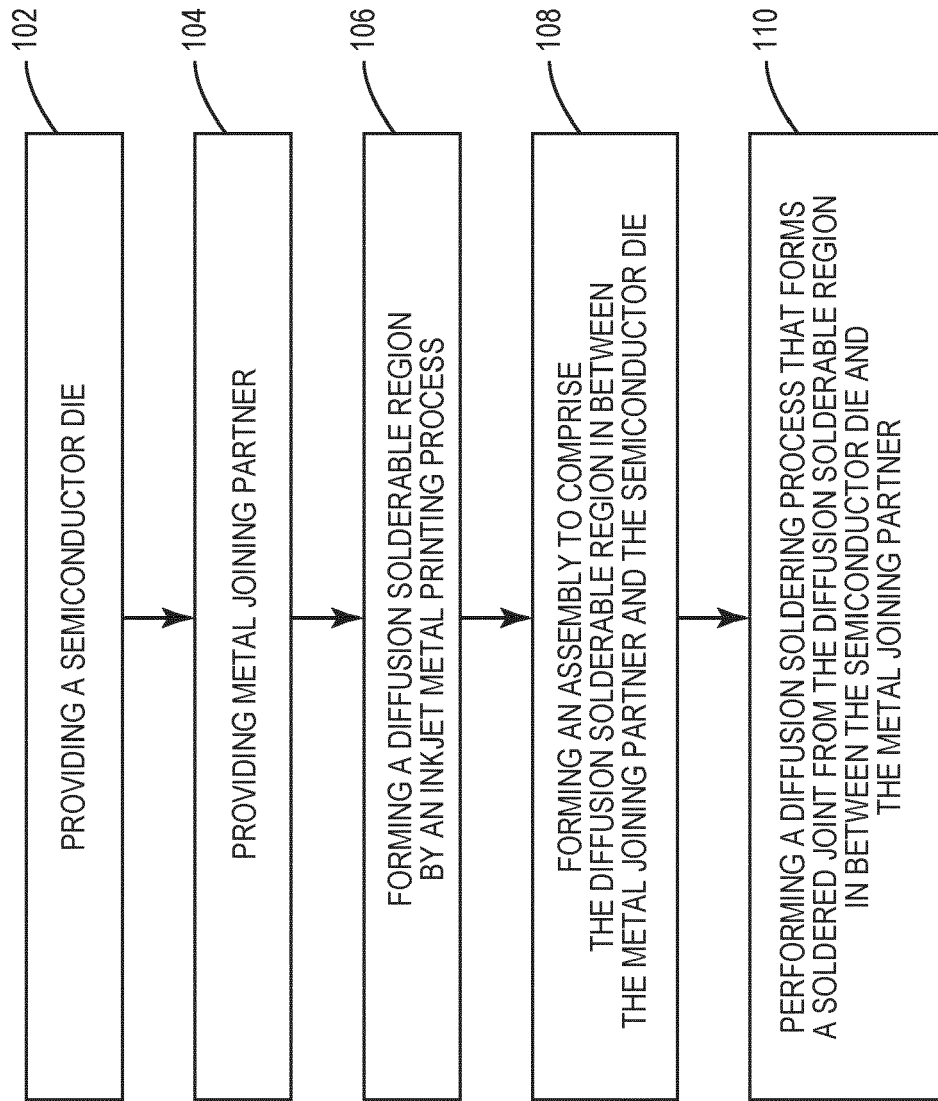 102
PROVIDING A SEMICONDUCTOR DIE
104
PROVIDING METAL JOINING PARTNER
106
FORMING A DIFFUSION SOLDERABLE REGION
BY AN INKJET METAL PRINTING PROCESS
108
FORMING AN ASSEMBLY TO COMPRISE
THE DIFFUSION SOLDERABLE REGION IN BETWEEN
THE METAL JOINING PARTNER AND THE SEMICONDUCTOR DIE
110
PERFORMING A DIFFUSION SOLDERING PROCESS THAT FORMS
A SOLDERED JOINT FROM THE DIFFUSION SOLDERABLE REGION
IN BETWEEN THE SEMICONDUCTOR DIE AND
THE METAL JOINING PARTNER